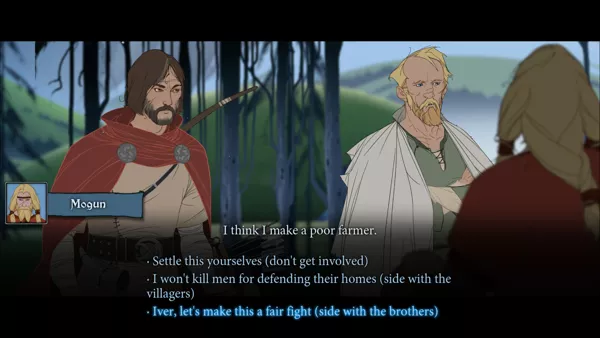 Mogun
I think I make a poor farmer.
· Settle this yourselves (don't get involved)
· I won't kill men for defending their homes (side with the
villagers)
· Iver, let's make this a fair fight (side with the brothers)